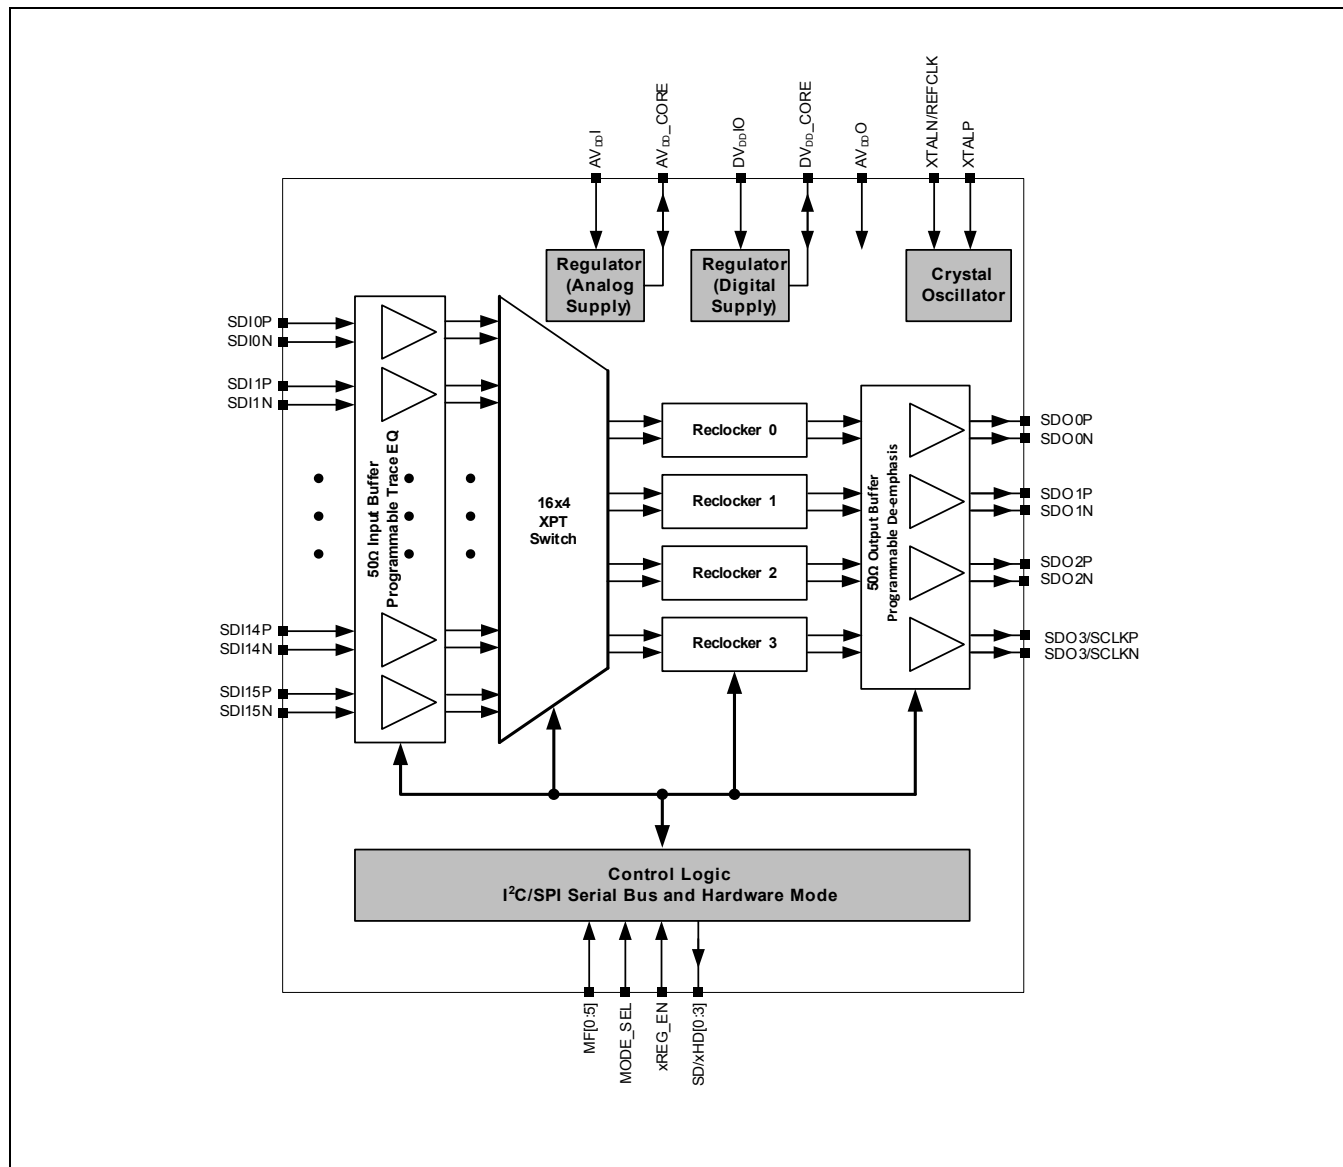 AVDDI
AVDD_CORE
DVDDIO
DVDD_CORE
AVDDO
XTALN/REFCLK
XTALP
Regulator
(Analog
Supply)
Regulator
(Digital
Supply)
Crystal
Oscillator
SDI0P
SDI0N
SDI1P
SDI1N
SDI14P
SDI14N
SDI15P
SDI15N
50Ω Input Buffer
Programmable Trace EQ
16x4
XPT
Switch
Reclocker 0
Reclocker 1
Reclocker 2
Reclocker 3
50Ω Output Buffer
Programmable De-emphasis
SDO0P
SDO0N
SDO1P
SDO1N
SDO2P
SDO2N
SDO3/SCLKP
SDO3/SCLKN
Control Logic
I²C/SPI Serial Bus and Hardware Mode
MF[0:5]
MODE_SEL
xREG_EN
SD/xHD[0:3]